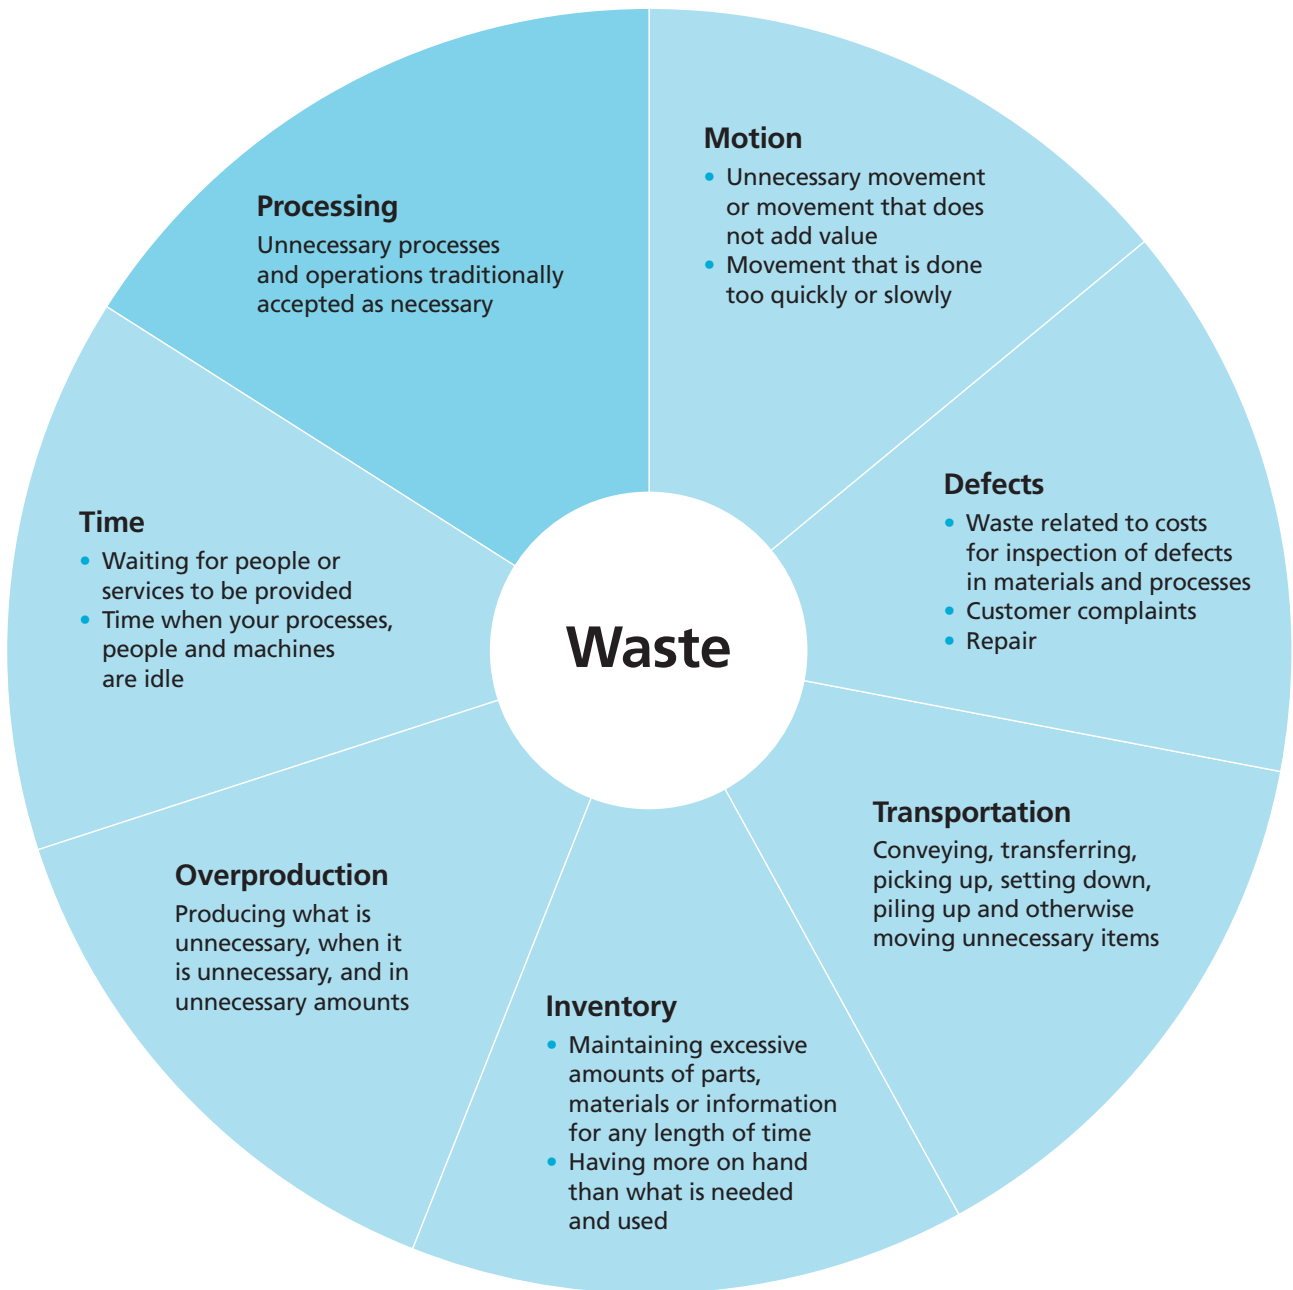 Processing
Unnecessary processes
and operations traditionally
accepted as necessary
Motion
• Unnecessary movement
or movement that does
not add value
• Movement that is done
too quickly or slowly
Defects
• Waste related to costs
for inspection of defects
in materials and processes
• Customer complaints
• Repair
Transportation
Conveying, transferring,
picking up, setting down,
piling up and otherwise
moving unnecessary items
Inventory
• Maintaining excessive
amounts of parts,
materials or information
for any length of time
• Having more on hand
than what is needed
and used
Overproduction
Producing what is
unnecessary, when it
is unnecessary, and in
unnecessary amounts
Time
• Waiting for people or
services to be provided
• Time when your processes,
people and machines
are idle
Waste